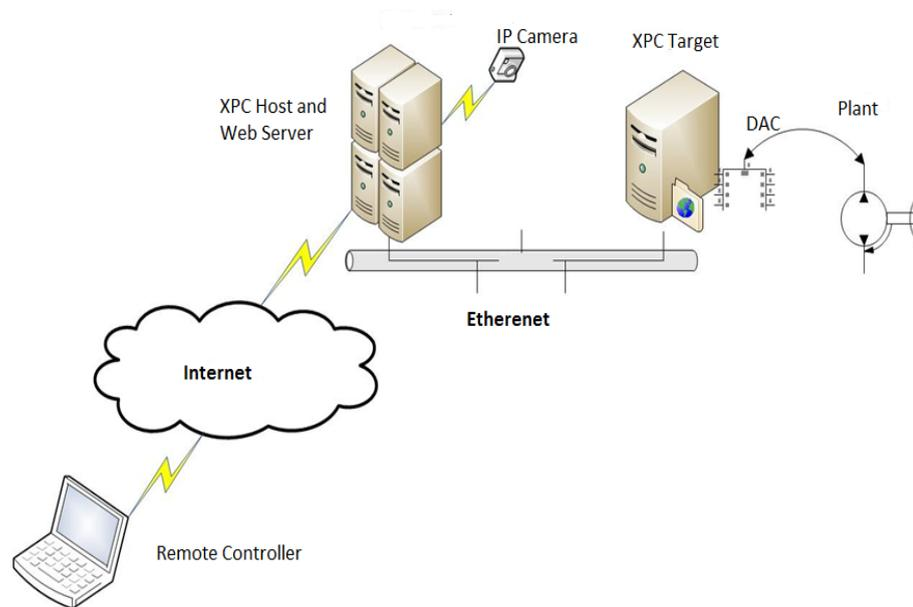 IP Camera
XPC Target
XPC Host and
Web Server
DAC
Plant
Etherenet
Internet
Remote Controller